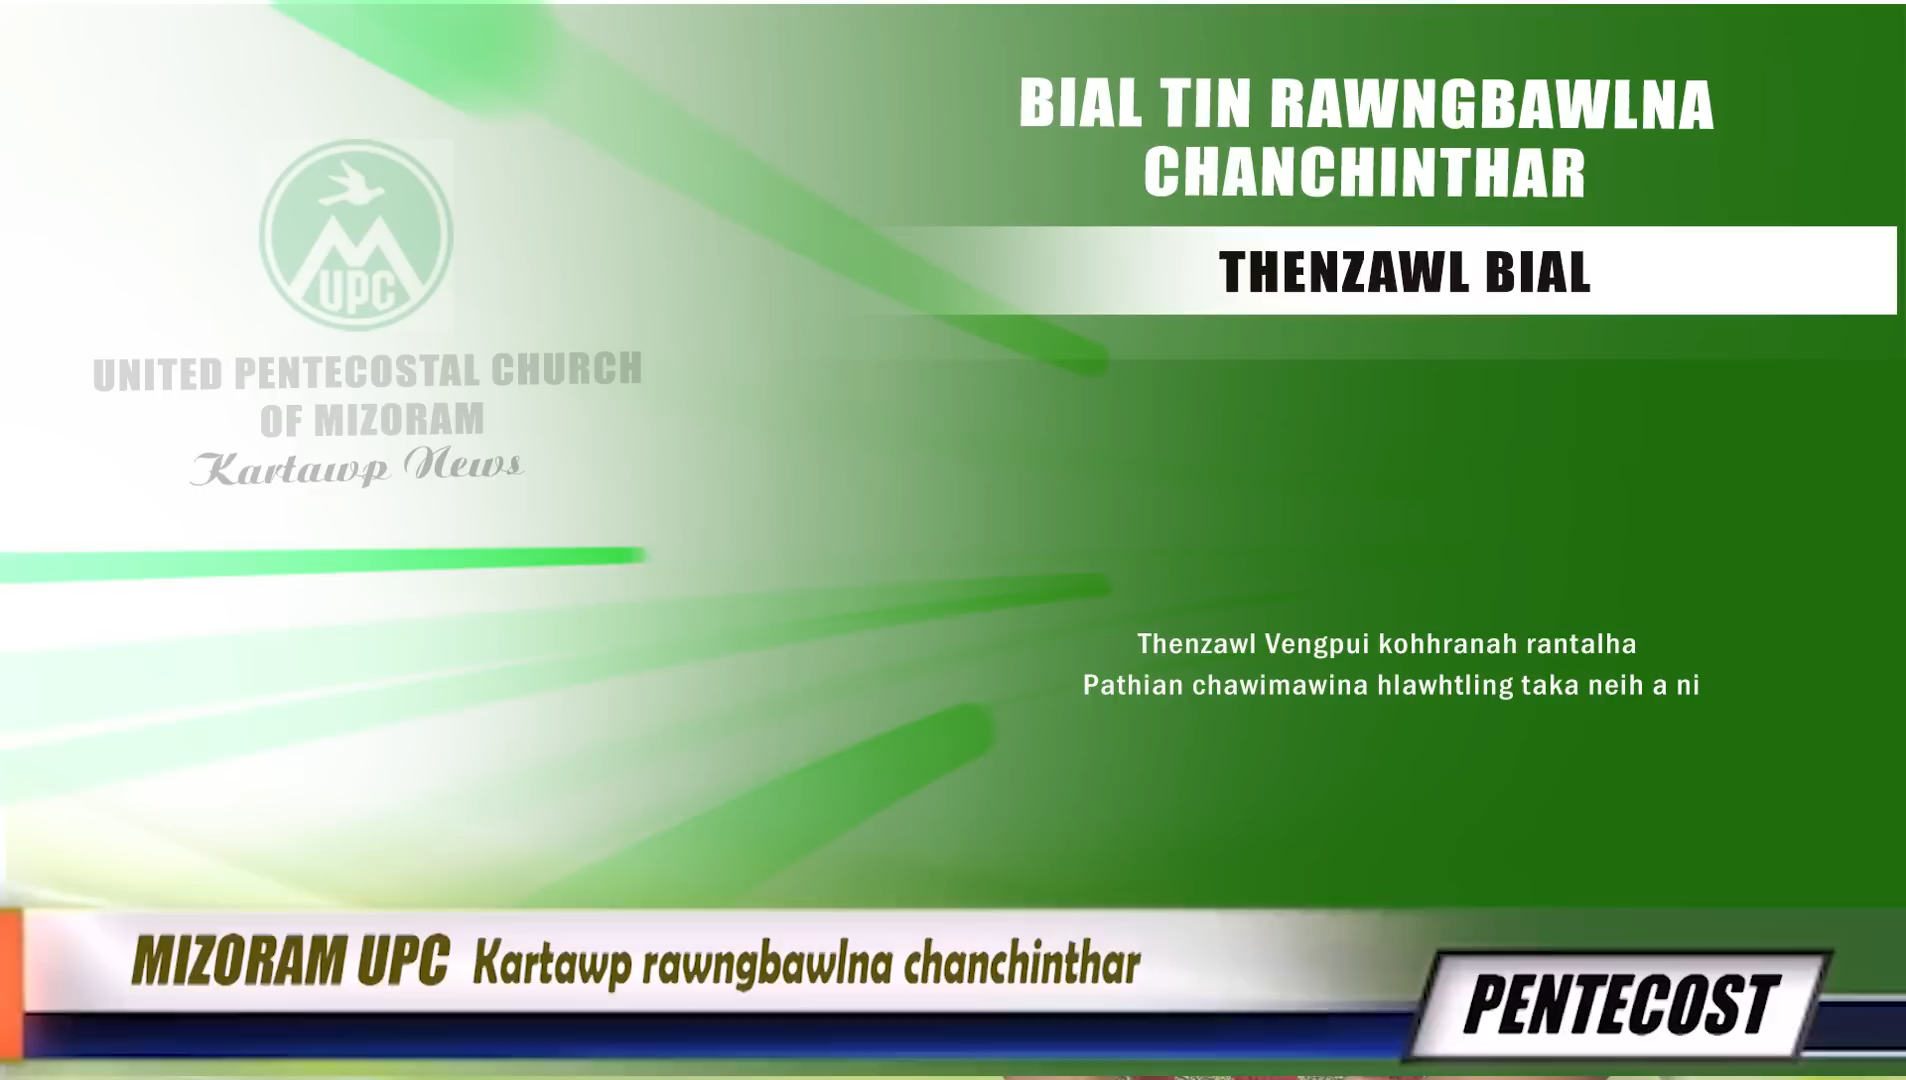 BIAL TIN RAWNGBAWLNA
CHANCHINTHAR
THENZAWL BIAL
UPC
UNITED PENTECOSTAL CHURCH
OF MIZORAM
Kartawp News
Thenzawl Vengpui kohhranah rantalha
Pathian chawimawina hlawhtling taka neih a ni
MIZORAM UPC Kartawp rawngbawlna chanchinthar
PENTECOST